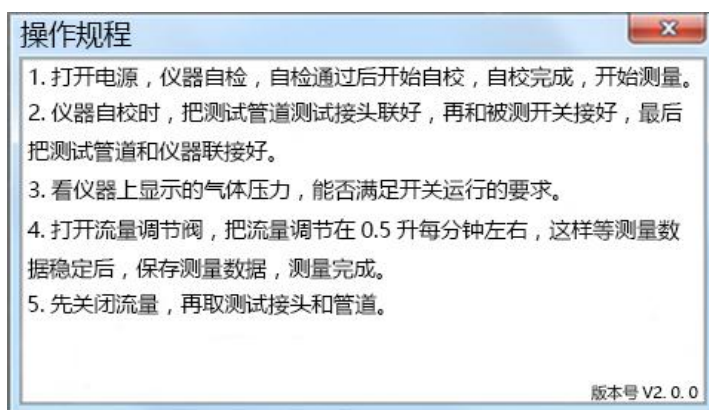 操作规程
1. 打开电源，仪器自检，自检通过后开始自校，自校完成，开始测量。
2. 仪器自校时，把测试管道测试接头联好，再和被测开关接好，最后
把测试管道和仪器联接好。
3. 看仪器上显示的气体压力，能否满足开关运行的要求。
4. 打开流量调节阀，把流量调节在 0.5 升每分钟左右，这样等测量数
据稳定后，保存测量数据，测量完成。
5. 先关闭流量，再取测试接头和管道。
版本号 V2. 0. 0